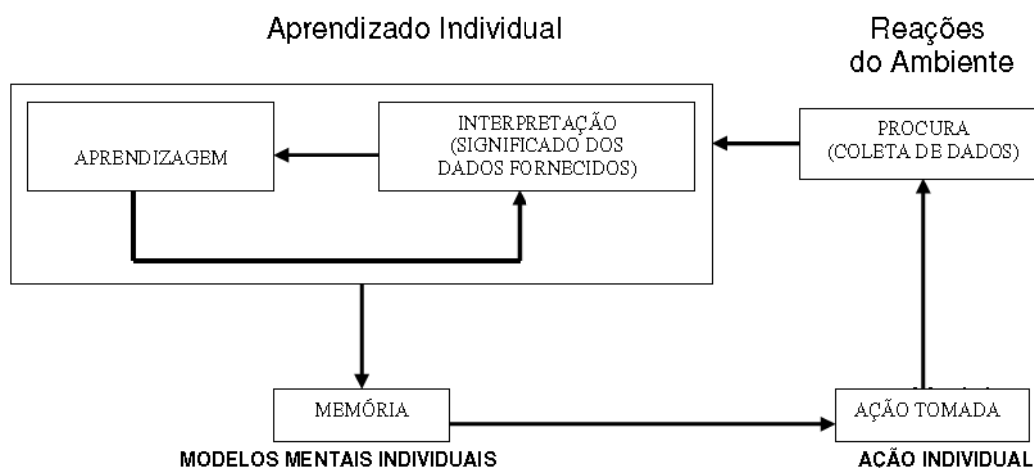 Aprendizado Individual
Reações
do Ambiente
APRENDIZAGEM
INTERPRETAÇÃO
(SIGNIFICADO DOS
DADOS FORNECIDOS)
PROCURA
(COLETA DE DADOS)
MEMÓRIA
MODELOS MENTAIS INDIVIDUAIS
AÇÃO TOMADA
AÇÃO INDIVIDUAL